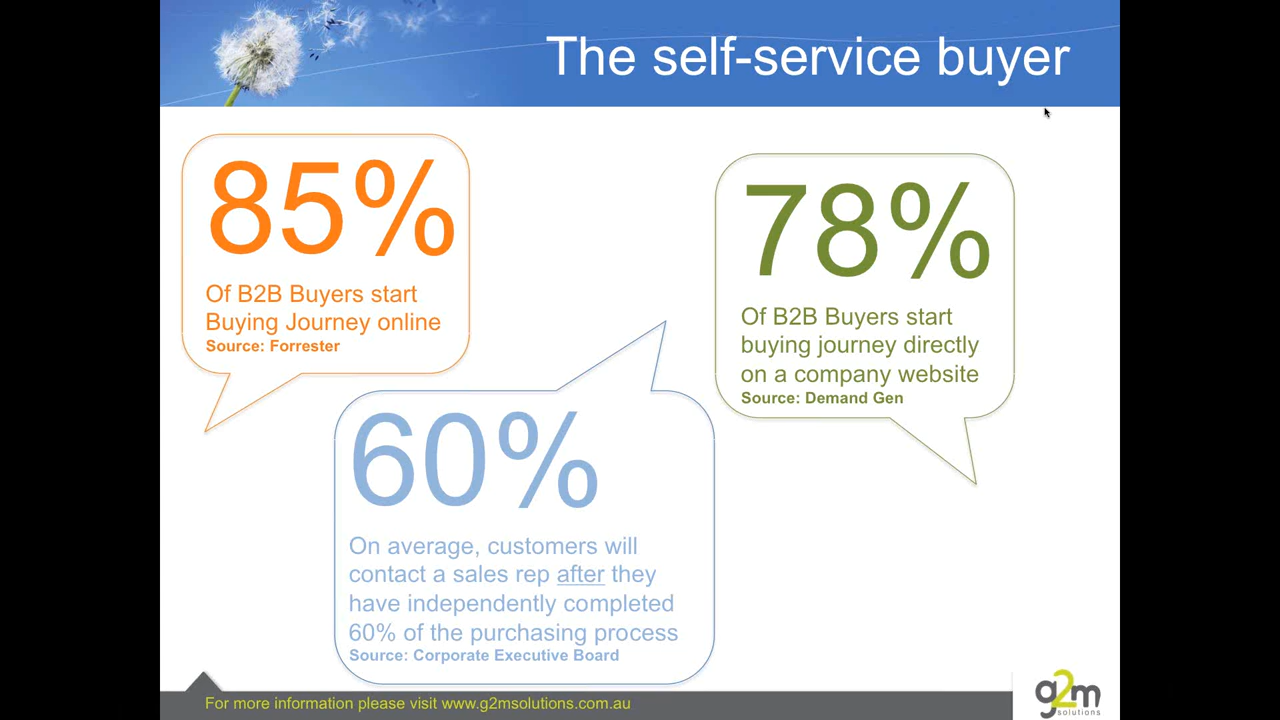 The self-service buyer
85%
Of B2B Buyers start
Buying Journey online
Source: Forrester
78%
Of B2B Buyers start
buying journey directly
on a company website
Source: Demand Gen
60%
On average, customers will
contact a sales rep after they
have independently completed
60% of the purchasing process
Source: Corporate Executive Board
For more information please visit www.g2msolutions.com.au
g2m
solutions